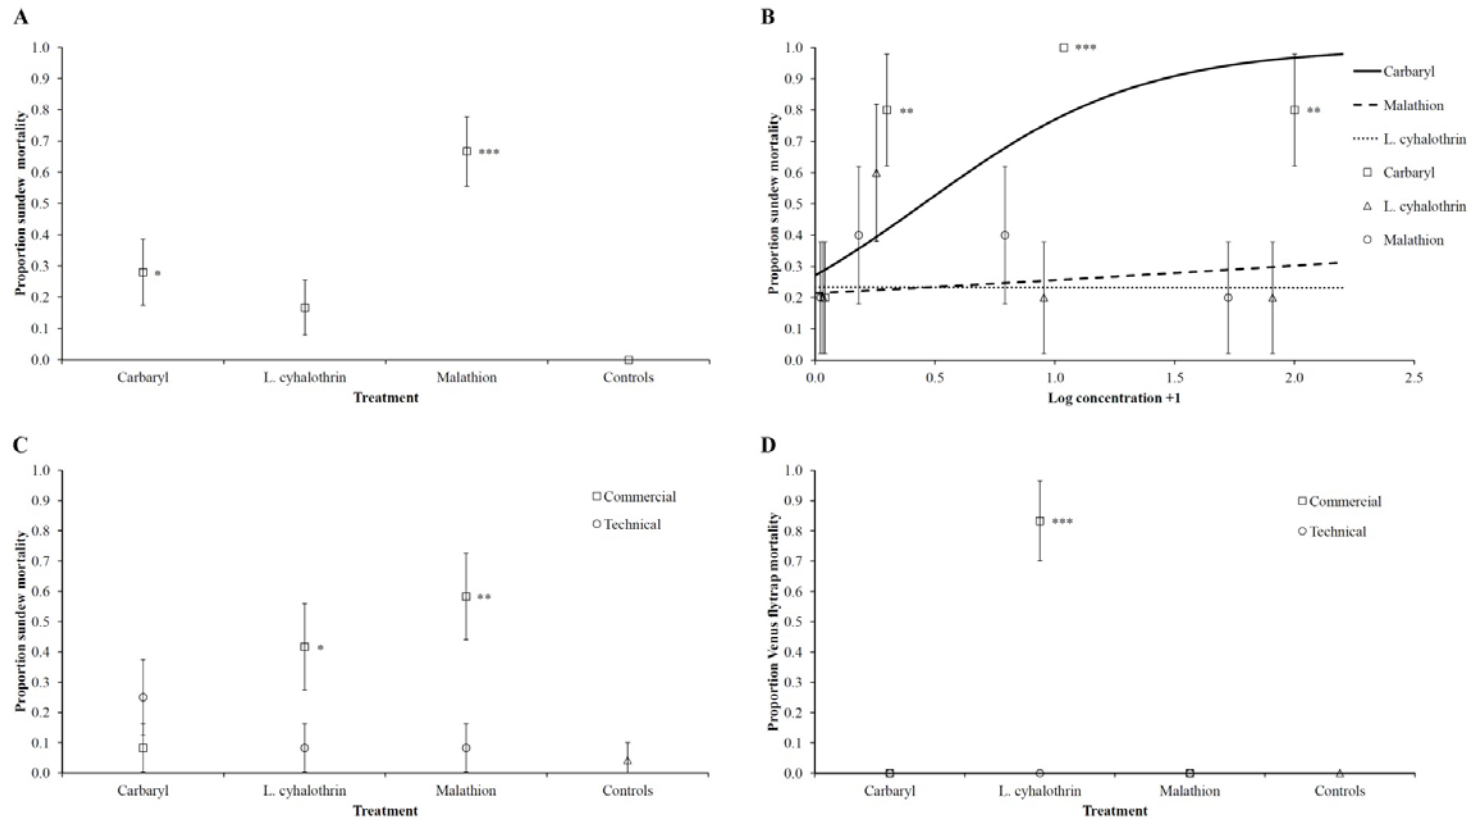 A
Proportion sundew mortality
1.0
0.9
0.8
0.7
0.6
0.5
0.4
0.3
0.2
0.1
0.0
*
***
Carbaryl
L. cyhalothrin
Malathion
Controls
Treatment
B
Proportion sundew mortality
1.0
0.9
0.8
0.7
0.6
0.5
0.4
0.3
0.2
0.1
0.0
**
***
**
0.0
0.5
1.0
1.5
2.0
2.5
Log concentration +1
Carbaryl
Malathion
L. cyhalothrin
Carbaryl
L. cyhalothrin
Malathion
C
Proportion sundew mortality
1.0
0.9
0.8
0.7
0.6
0.5
0.4
0.3
0.2
0.1
0.0
*
**
Commercial
Technical
Carbaryl
L. cyhalothrin
Malathion
Controls
Treatment
D
Proportion Venus flytrap mortality
1.0
0.9
0.8
0.7
0.6
0.5
0.4
0.3
0.2
0.1
0.0
***
Commercial
Technical
Carbaryl
L. cyhalothrin
Malathion
Controls
Treatment